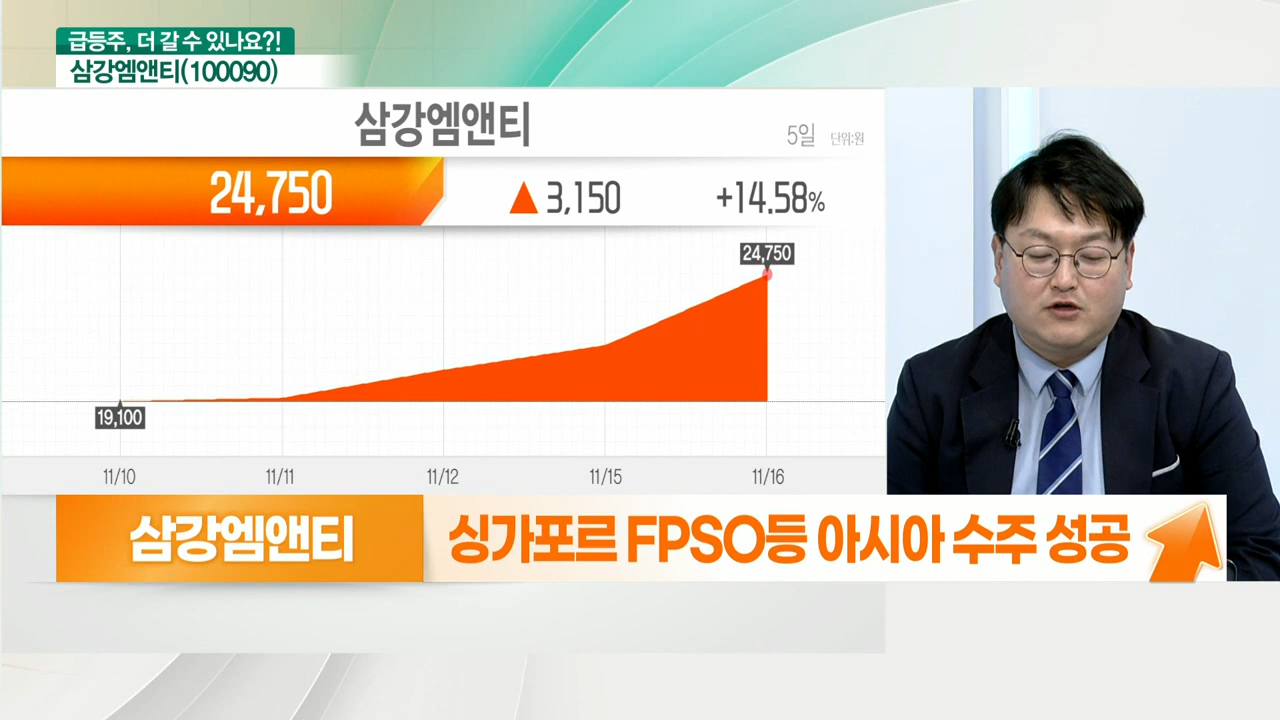 급등주, 더 갈 수 있나요?!
삼강엠앤티(100090)
삼강엠앤티
5일 단위:원
24,750 ▲ 3,150 +14.58%
24,750
19,100
11/10 11/11 11/12 11/15 11/16
삼강엠앤티 싱가포르 FPSO등 아시아 수주 성공